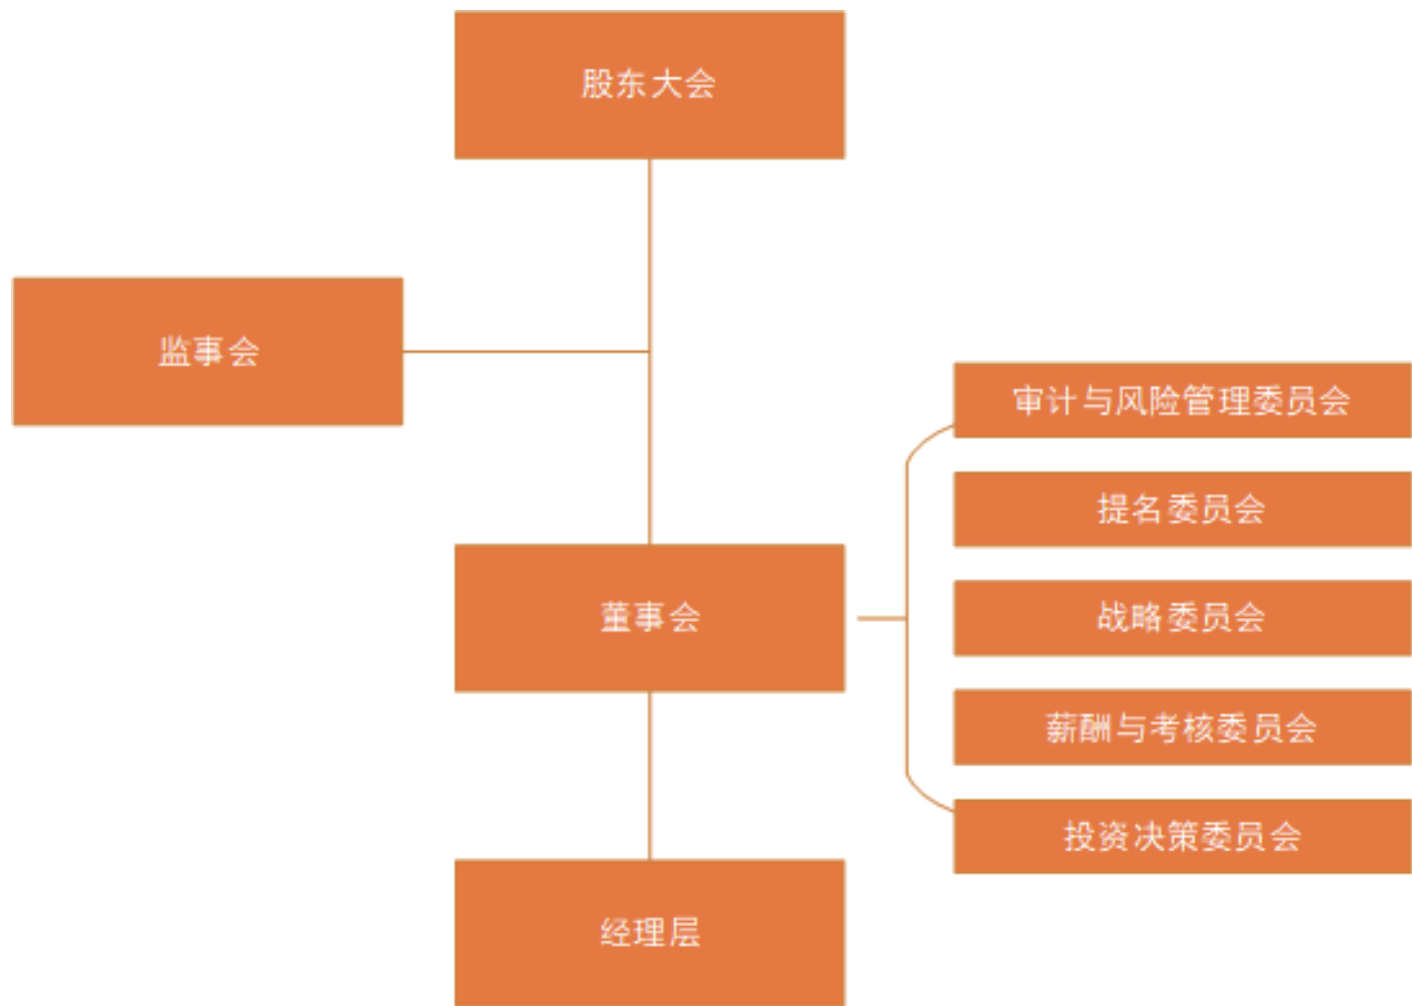 股东大会
监事会
审计与风险管理委员会
提名委员会
董事会
战略委员会
薪酬与考核委员会
投资决策委员会
经理层